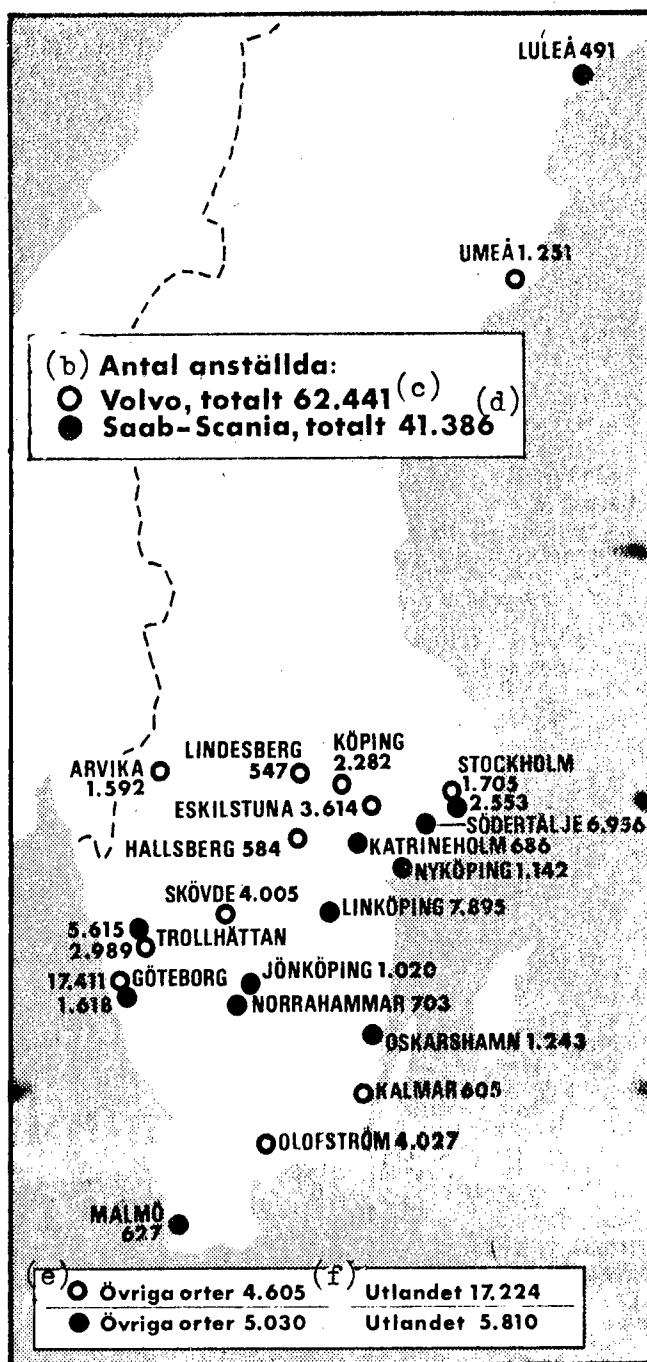 LULEÅ 491
UMEÅ 1.251
(b) Antal anställda:
Volvo, totalt 62.441 (c)
(d)
Saab-Scania, totalt 41.386
ARVIKA
1.592
LINDESBERG
547
KÖPING
2.282
STOCKHOLM
1.705
2.553
ESKILSTUNA 3.614
SÖDERTÄLJE 6.956
HALLSBERG 584
KATRINEHOLM 686
NYKÖPING 1.142
SKÖVDE 4.005
LINKÖPING 7.895
5.615
2.989
TROLLHÄTTAN
17.411
GÖTEBORG
1.618
JÖNKÖPING 1.020
NORRAHAMMAR 703
OSKARSHAMN 1.243
KALMAR 605
OLOFSTRÖM 4.027
MALMÖ
627
(e) Övriga orter 4.605 (f) Utlandet 17.224
Övriga orter 5.030 Utlandet 5.810